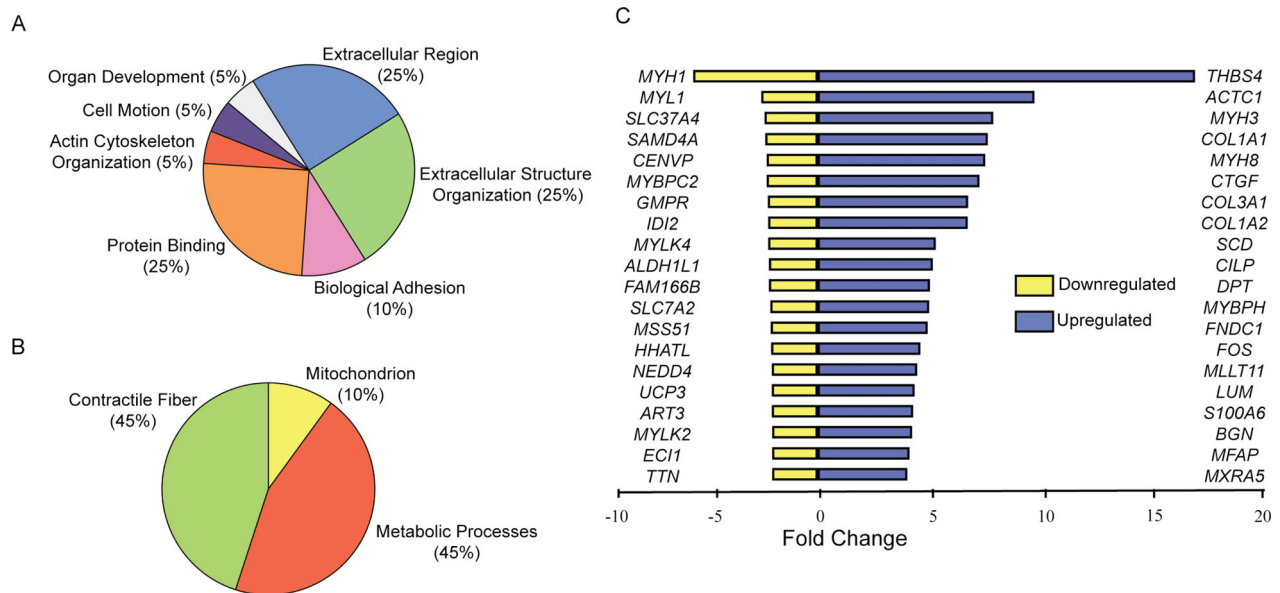 A
Extracellular Region
(25%)
Organ Development (5%)
Cell Motion (5%)
Actin Cytoskeleton
Organization (5%)
Extracellular Structure
Organization (25%)
Protein Binding
(25%)
Biological Adhesion
(10%)
B
Mitochondrion
(10%)
Contractile Fiber
(45%)
Metabolic Processes
(45%)
C
MYH1 THBS4
MYL1 ACTC1
SLC37A4 MYH3
SAMD4A COL1A1
CENVP MYH8
MYBPC2 CTGF
GMPR COL3A1
IDI2 COL1A2
MYLK4 SCD
ALDH1L1 CILP
FAM166B DPT
SLC7A2 MYBPH
MSS51 FNDC1
HHATL FOS
NEDD4 MLLT11
UCP3 LUM
ART3 S100A6
MYLK2 BGN
ECI1 MFAP
TTN MXRA5
Downregulated
Upregulated
-10 -5 0 5 10 15 20
Fold Change